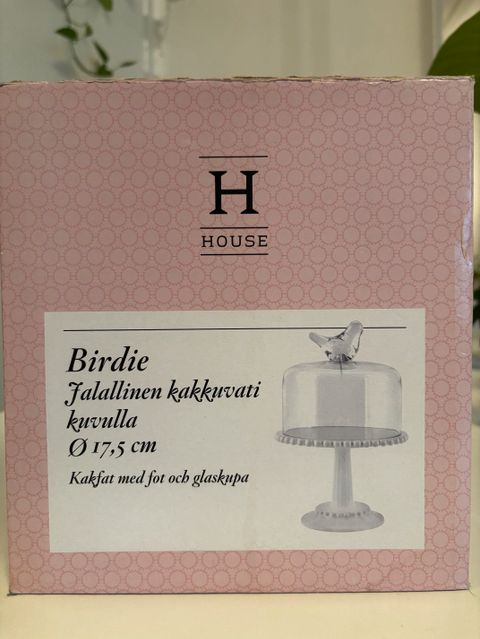 H
HOUSE
Birdie
Jalallinen kakkuvati
kuvulla
Ø 17,5 cm
Kakfat med fot och glaskupa